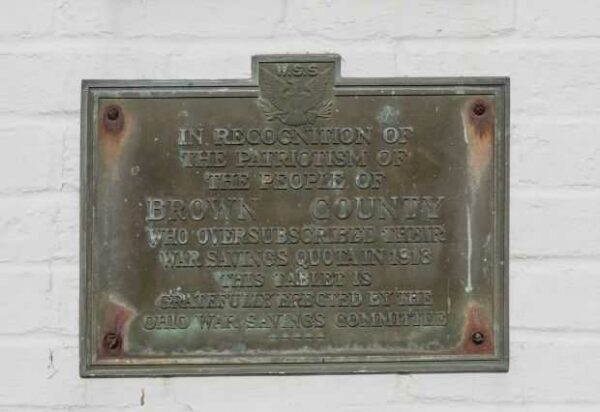 W.S.S
IN RECOGNITION OF
THE PATRIOTISM OF
THE PEOPLE OF
BROWN COUNTY
WHO OVERSUBSCRIBED THEIR
WAR SAVINGS QUOTA IN 1918
THIS TABLET IS
GRATEFULLY ERECTED BY THE
OHIO WAR SAVINGS COMMITTEE